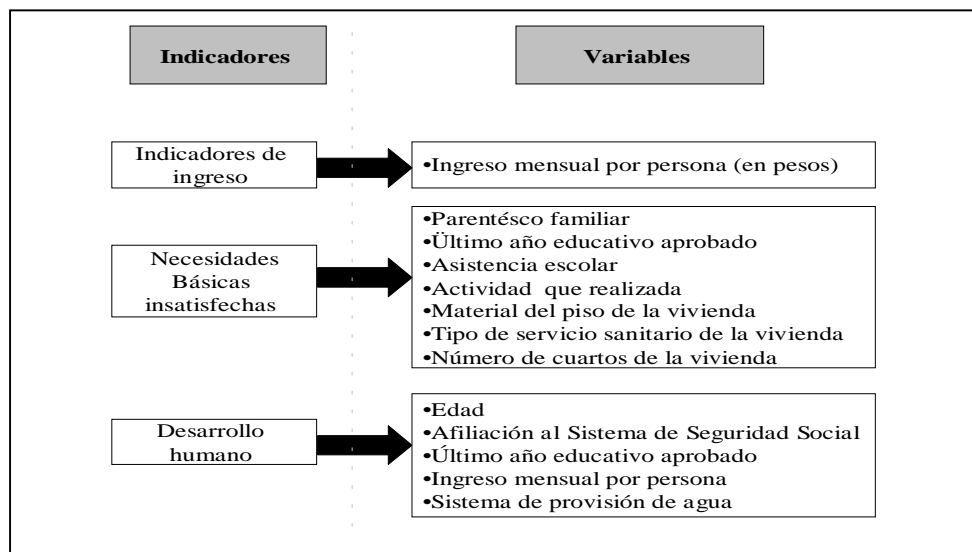 Indicadores
Variables
Indicadores de
ingreso
•Ingreso mensual por persona (en pesos)
Necesidades
Básicas
insatisfechas
•Parentésco familiar
•Ültimo año educativo aprobado
•Asistencia escolar
•Actividad que realizada
•Material del piso de la vivienda
•Tipo de servicio sanitario de la vivienda
•Número de cuartos de la vivienda
Desarrollo
humano
•Edad
•Afiliación al Sistema de Seguridad Social
•Último año educativo aprobado
•Ingreso mensual por persona
•Sistema de provisión de agua